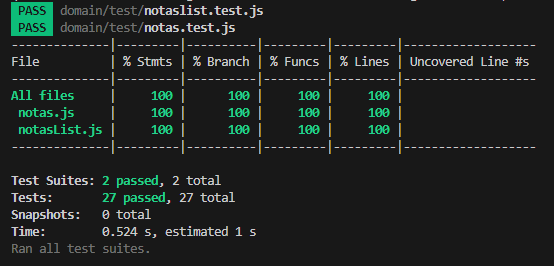 PASS domain/test/notaslist.test.js
PASS domain/test/notas.test.js
--------------|---------|----------|---------|---------|-------------------
File          | % Stmts | % Branch | % Funcs | % Lines | Uncovered Line #s
--------------|---------|----------|---------|---------|-------------------
All files     |     100 |      100 |     100 |     100 |
 notas.js     |     100 |      100 |     100 |     100 |
 notasList.js |     100 |      100 |     100 |     100 |
--------------|---------|----------|---------|---------|-------------------
Test Suites: 2 passed, 2 total
Tests:       27 passed, 27 total
Snapshots:   0 total
Time:        0.524 s, estimated 1 s
Ran all test suites.